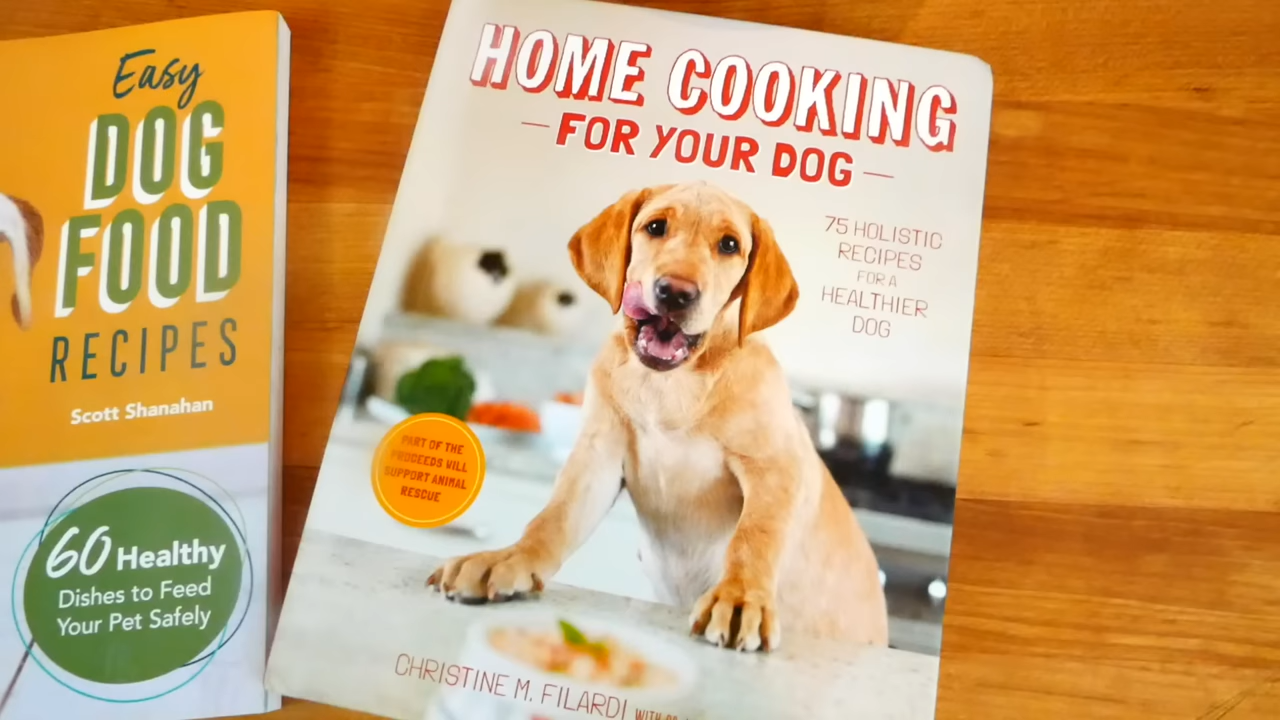 Easy
DOG
FOOD
RECIPES
Scott Shanahan
60 Healthy
Dishes to Feed
Your Pet Safely
HOME COOKING
FOR YOUR DOG
75 HOLISTIC
RECIPES
FOR A
HEALTHIER
DOG
PART OF THE
PROCEEDS WILL
SUPPORT ANIMAL
RESCUE
CHRISTINE M. FILARDI WITH